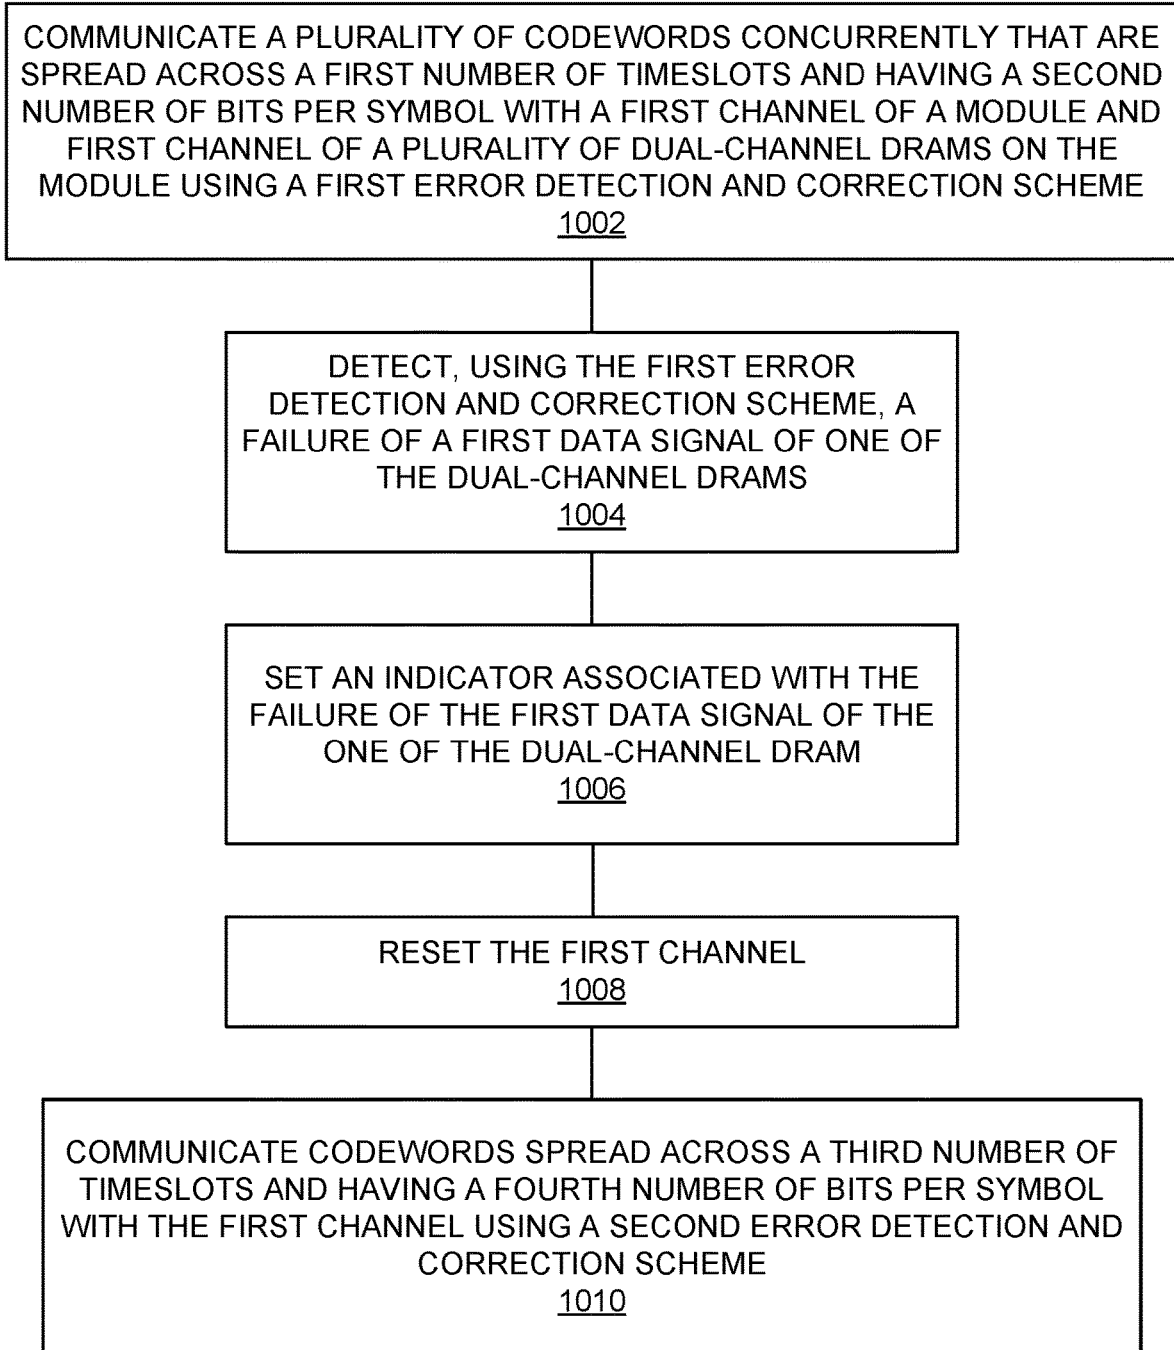 COMMUNICATE A PLURALITY OF CODEWORDS CONCURRENTLY THAT ARE
SPREAD ACROSS A FIRST NUMBER OF TIMESLOTS AND HAVING A SECOND
NUMBER OF BITS PER SYMBOL WITH A FIRST CHANNEL OF A MODULE AND
FIRST CHANNEL OF A PLURALITY OF DUAL-CHANNEL DRAMS ON THE
MODULE USING A FIRST ERROR DETECTION AND CORRECTION SCHEME
1002
DETECT, USING THE FIRST ERROR
DETECTION AND CORRECTION SCHEME, A
FAILURE OF A FIRST DATA SIGNAL OF ONE OF
THE DUAL-CHANNEL DRAMS
1004
SET AN INDICATOR ASSOCIATED WITH THE
FAILURE OF THE FIRST DATA SIGNAL OF THE
ONE OF THE DUAL-CHANNEL DRAM
1006
RESET THE FIRST CHANNEL
1008
COMMUNICATE CODEWORDS SPREAD ACROSS A THIRD NUMBER OF
TIMESLOTS AND HAVING A FOURTH NUMBER OF BITS PER SYMBOL
WITH THE FIRST CHANNEL USING A SECOND ERROR DETECTION AND
CORRECTION SCHEME
1010